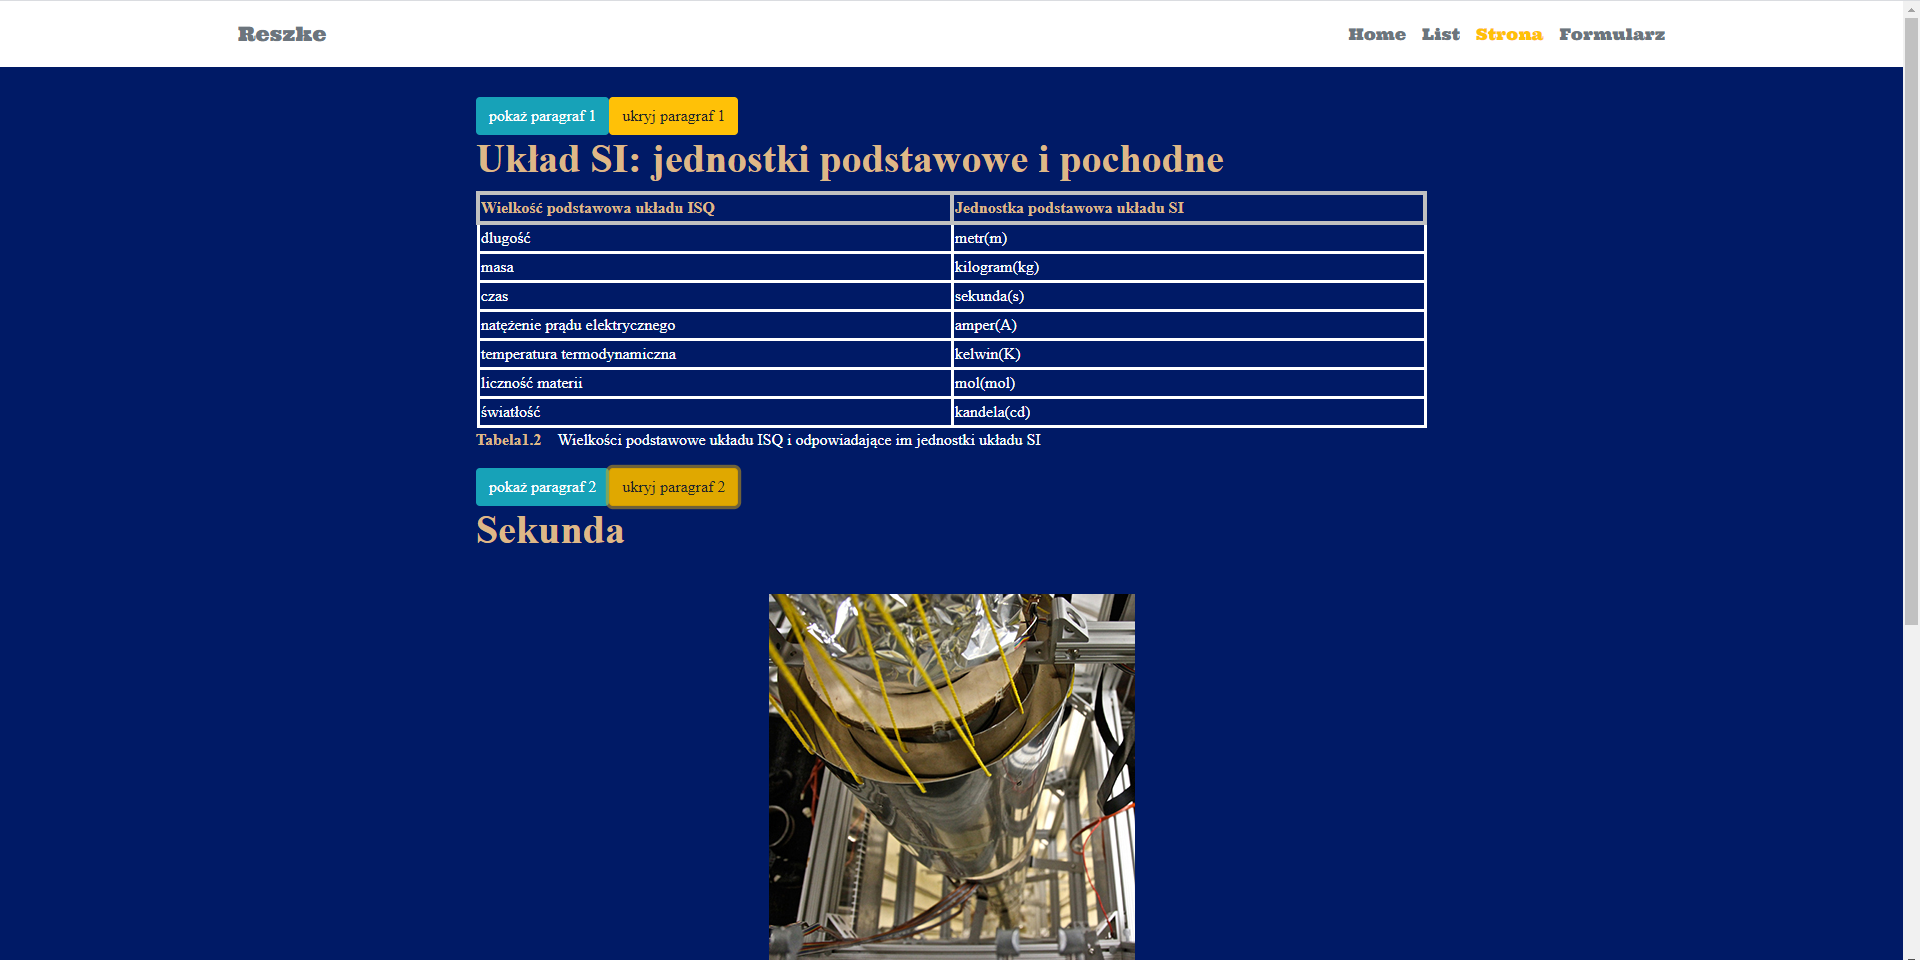 Reszke
Home List Strona Formularz
pokaż paragraf 1 ukryj paragraf 1
Układ SI: jednostki podstawowe i pochodne
Wielkość podstawowa układu ISQ Jednostka podstawowa układu SI
dlugość metr(m)
masa kilogram(kg)
czas sekunda(s)
natężenie prądu elektrycznego amper(A)
temperatura termodynamiczna kelwin(K)
liczność materii mol(mol)
światłość kandela(cd)
Tabela1.2 Wielkości podstawowe układu ISQ i odpowiadające im jednostki układu SI
pokaż paragraf 2 ukryj paragraf 2
Sekunda